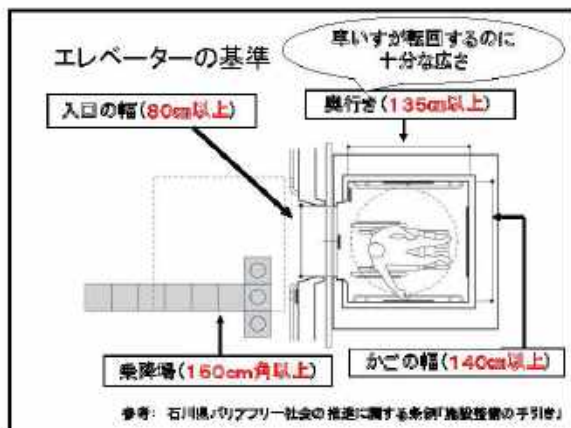 エレベーターの基準
車いすが転回するのに
十分な広さ
入口の幅(80cm以上)
奥行き(135cm以上)
乗降場(150cm角以上)
かごの幅(140cm以上)
参考: 石川県バリアフリー社会の推進に関する条例「施設整備の手引き」